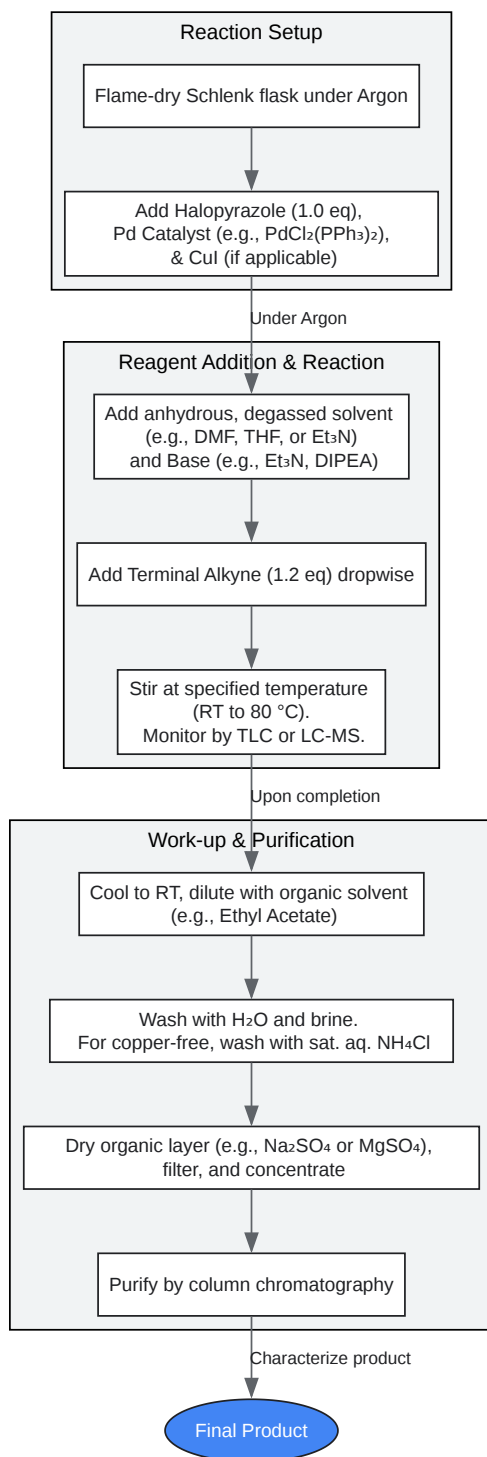 Reaction Setup
Flame-dry Schlenk flask under Argon
Add Halopyrazole (1.0 eq),
Pd Catalyst (e.g., PdCl₂(PPh₃)₂),
& CuI (if applicable)
Under Argon
Reagent Addition & Reaction
Add anhydrous, degassed solvent
(e.g., DMF, THF, or Et₃N)
and Base (e.g., Et₃N, DIPEA)
Add Terminal Alkyne (1.2 eq) dropwise
Stir at specified temperature
(RT to 80 °C).
Monitor by TLC or LC-MS.
Upon completion
Work-up & Purification
Cool to RT, dilute with organic solvent
(e.g., Ethyl Acetate)
Wash with H₂O and brine.
For copper-free, wash with sat. aq. NH₄Cl
Dry organic layer (e.g., Na₂SO₄ or MgSO₄),
filter, and concentrate
Purify by column chromatography
Characterize product
Final Product